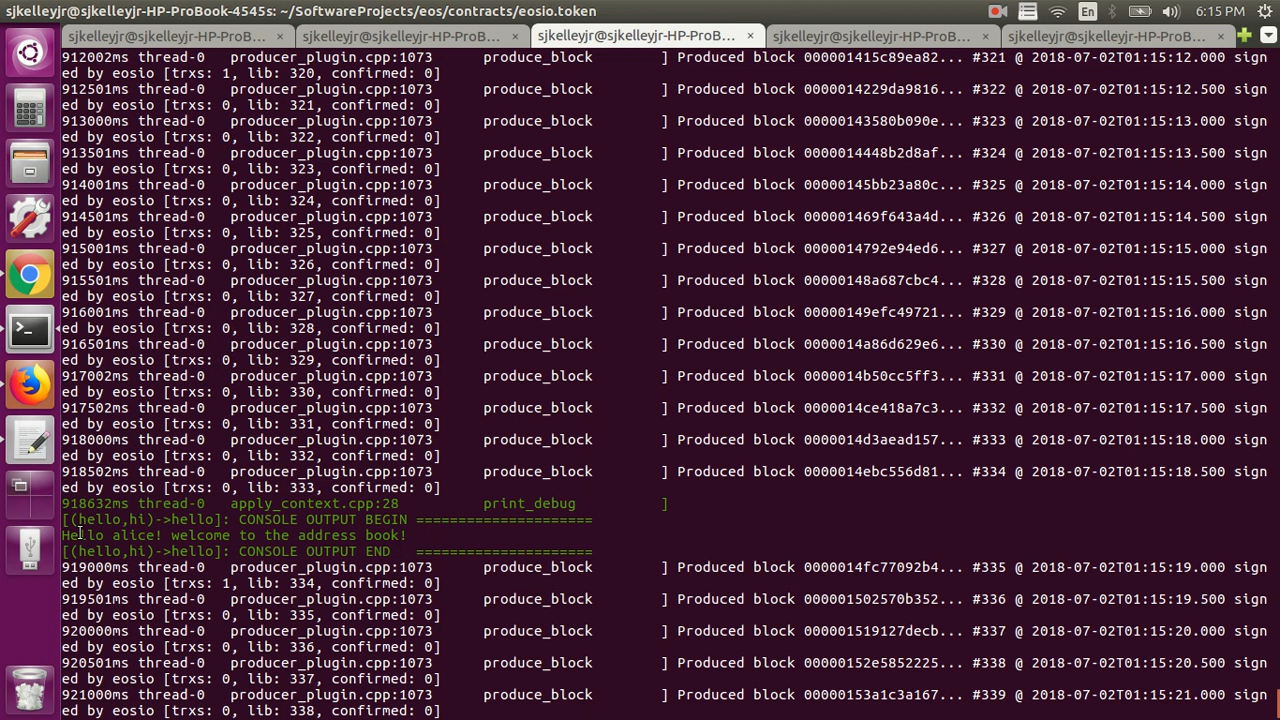 sjkelleyjr@sjkelleyjr-HP-ProBook-4545s: ~/SoftwareProjects/eos/contracts/eosio.token
En
6:15 PM
sjkelleyjr@sjkelleyjr-HP-ProB... ×
sjkelleyjr@sjkelleyjr-HP-ProB... ×
sjkelleyjr@sjkelleyjr-HP-ProB... ×
sjkelleyjr@sjkelleyjr-HP-ProB... ×
sjkelleyjr@sjkelleyjr-HP-ProB... ×
912002ms thread-0   producer_plugin.cpp:1073      produce_block        ] Produced block 000001415c89ea82... #321 @ 2018-07-02T01:15:12.000 sign
ed by eosio [trxs: 1, lib: 320, confirmed: 0]
912501ms thread-0   producer_plugin.cpp:1073      produce_block        ] Produced block 0000014229da9816... #322 @ 2018-07-02T01:15:12.500 sign
ed by eosio [trxs: 0, lib: 321, confirmed: 0]
913000ms thread-0   producer_plugin.cpp:1073      produce_block        ] Produced block 000000143580b090e... #323 @ 2018-07-02T01:15:13.000 sign
ed by eosio [trxs: 0, lib: 322, confirmed: 0]
913501ms thread-0   producer_plugin.cpp:1073      produce_block        ] Produced block 00000014448b2d8af... #324 @ 2018-07-02T01:15:13.500 sign
ed by eosio [trxs: 0, lib: 323, confirmed: 0]
914001ms thread-0   producer_plugin.cpp:1073      produce_block        ] Produced block 00000145bb23a80c... #325 @ 2018-07-02T01:15:14.000 sign
ed by eosio [trxs: 0, lib: 324, confirmed: 0]
914501ms thread-0   producer_plugin.cpp:1073      produce_block        ] Produced block 000001469f643a4d... #326 @ 2018-07-02T01:15:14.500 sign
ed by eosio [trxs: 0, lib: 325, confirmed: 0]
915001ms thread-0   producer_plugin.cpp:1073      produce_block        ] Produced block 0000014792e94ed6... #327 @ 2018-07-02T01:15:15.000 sign
ed by eosio [trxs: 0, lib: 326, confirmed: 0]
915501ms thread-0   producer_plugin.cpp:1073      produce_block        ] Produced block 00000148a687cbc4... #328 @ 2018-07-02T01:15:15.500 sign
ed by eosio [trxs: 0, lib: 327, confirmed: 0]
916001ms thread-0   producer_plugin.cpp:1073      produce_block        ] Produced block 00000149efc49721... #329 @ 2018-07-02T01:15:16.000 sign
ed by eosio [trxs: 0, lib: 328, confirmed: 0]
916501ms thread-0   producer_plugin.cpp:1073      produce_block        ] Produced block 0000014a86d629e6... #330 @ 2018-07-02T01:15:16.500 sign
ed by eosio [trxs: 0, lib: 329, confirmed: 0]
917002ms thread-0   producer_plugin.cpp:1073      produce_block        ] Produced block 0000014b50cc5ff3... #331 @ 2018-07-02T01:15:17.000 sign
ed by eosio [trxs: 0, lib: 330, confirmed: 0]
917502ms thread-0   producer_plugin.cpp:1073      produce_block        ] Produced block 0000014ce418a7c3... #332 @ 2018-07-02T01:15:17.500 sign
ed by eosio [trxs: 0, lib: 331, confirmed: 0]
918000ms thread-0   producer_plugin.cpp:1073      produce_block        ] Produced block 0000014d3aead157... #333 @ 2018-07-02T01:15:18.000 sign
ed by eosio [trxs: 0, lib: 332, confirmed: 0]
918502ms thread-0   producer_plugin.cpp:1073      produce_block        ] Produced block 0000014ebc556d81... #334 @ 2018-07-02T01:15:18.500 sign
ed by eosio [trxs: 0, lib: 333, confirmed: 0]
918632ms thread-0   apply_context.cpp:28          print_debug          ]
[(hello,hi)->hello]: CONSOLE OUTPUT BEGIN =====================
Hello alice! welcome to the address book!
[(hello,hi)->hello]: CONSOLE OUTPUT END   =====================
919000ms thread-0   producer_plugin.cpp:1073      produce_block        ] Produced block 0000014fc77092b4... #335 @ 2018-07-02T01:15:19.000 sign
ed by eosio [trxs: 1, lib: 334, confirmed: 0]
919501ms thread-0   producer_plugin.cpp:1073      produce_block        ] Produced block 000001502570b352... #336 @ 2018-07-02T01:15:19.500 sign
ed by eosio [trxs: 0, lib: 335, confirmed: 0]
920000ms thread-0   producer_plugin.cpp:1073      produce_block        ] Produced block 000001519127decb... #337 @ 2018-07-02T01:15:20.000 sign
ed by eosio [trxs: 0, lib: 336, confirmed: 0]
920501ms thread-0   producer_plugin.cpp:1073      produce_block        ] Produced block 00000152e5852225... #338 @ 2018-07-02T01:15:20.500 sign
ed by eosio [trxs: 0, lib: 337, confirmed: 0]
921000ms thread-0   producer_plugin.cpp:1073      produce_block        ] Produced block 00000153a1c3a167... #339 @ 2018-07-02T01:15:21.000 sign
ed by eosio [trxs: 0, lib: 338, confirmed: 0]